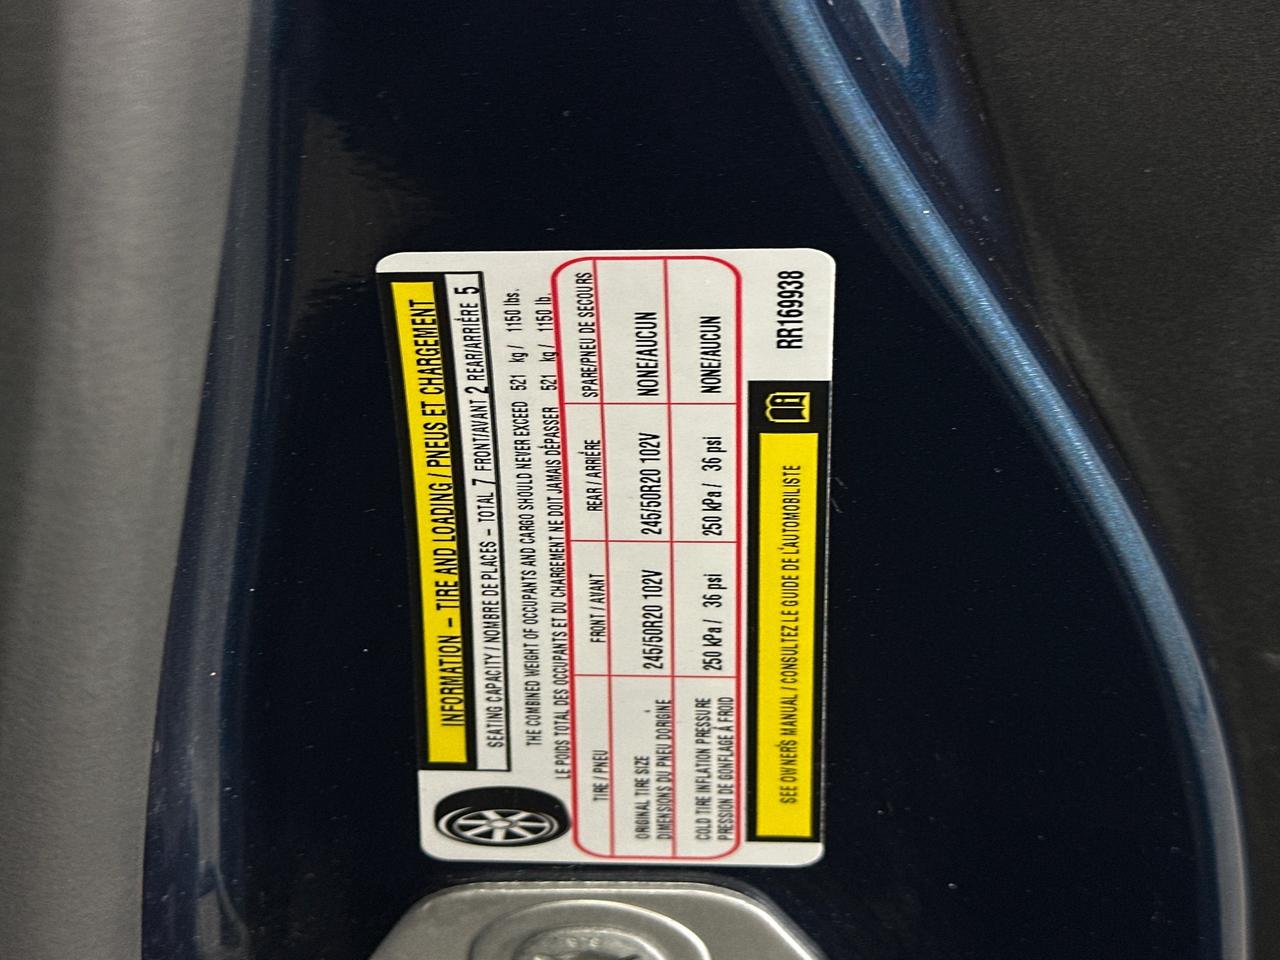 INFORMATION – TIRE AND LOADING / PNEUS ET CHARGEMENT
SEATING CAPACITY / NOMBRE DE PLACES – TOTAL 7 FRONT/AVANT 2 REAR/ARRIÉRE 5
THE COMBINED WEIGHT OF OCCUPANTS AND CARGO SHOULD NEVER EXCEED 521 kg / 1150 lbs.
LE POIDS TOTAL DES OCCUPANTS ET DU CHARGEMENT NE DOIT JAMAIS DÉPASSER 521 kg / 1150 lb.
TIRE / PNEU FRONT / AVANT REAR / ARRIÉRE SPARE/PNEU DE SECOURS
ORIGINAL TIRE SIZE
DIMENSIONS DU PNEU DORIGINE
245/50R20 102V 245/50R20 102V NONE/AUCUN
COLD TIRE INFLATION PRESSURE
PRESSION DE GONFLAGE Á FROID
250 kPa / 36 psi 250 kPa / 36 psi NONE/AUCUN
SEE OWNER'S MANUAL / CONSULTEZ LE GUIDE DE L'AUTOMOBILISTE
RR169938